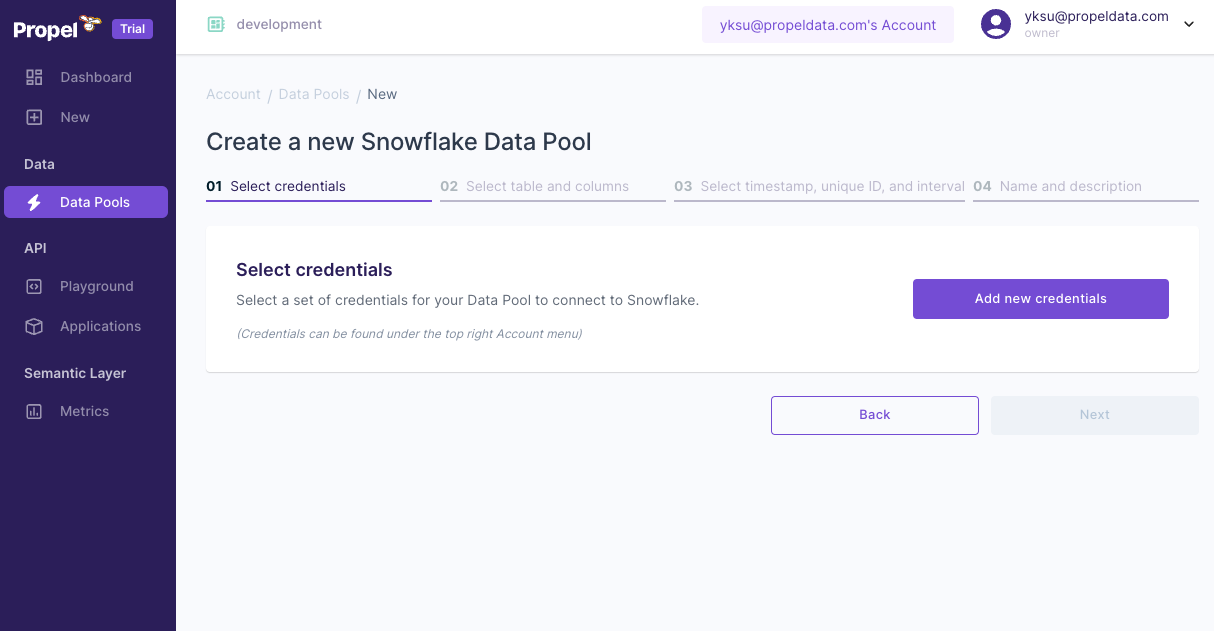 Propel Trial
development
yksu@propeldata.com's Account
yksu@propeldata.com
owner
Dashboard
New
Data
Data Pools
API
Playground
Applications
Semantic Layer
Metrics
Account / Data Pools / New
Create a new Snowflake Data Pool
01 Select credentials
02 Select table and columns
03 Select timestamp, unique ID, and interval
04 Name and description
Select credentials
Select a set of credentials for your Data Pool to connect to Snowflake.
(Credentials can be found under the top right Account menu)
Add new credentials
Back
Next